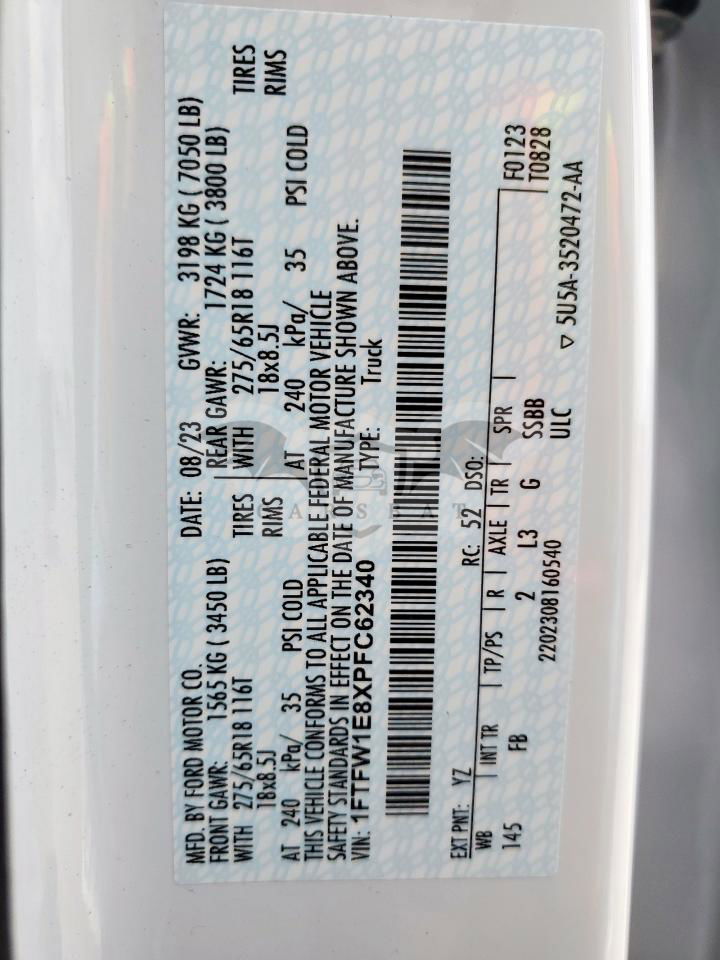 MFD. BY FORD MOTOR CO. DATE: 08/23 GVWR: 3198 KG ( 7050 LB)
FRONT GAWR: 1565 KG ( 3450 LB) REAR GAWR: 1724 KG ( 3800 LB)
WITH 275/65R18 116T TIRES WITH 275/65R18 116T TIRES
18x8.5J RIMS 18x8.5J RIMS
AT 240 kPa/ 35 PSI COLD AT 240 kPa/ 35 PSI COLD
THIS VEHICLE CONFORMS TO ALL APPLICABLE FEDERAL MOTOR VEHICLE
SAFETY STANDARDS IN EFFECT ON THE DATE OF MANUFACTURE SHOWN ABOVE.
VIN: 1FTFW1E8XPFC62340 TYPE: Truck
CARS BAT
EXT PNT: YZ RC: 52 DSO: F0123
WB INT TR TP/PS R AXLE TR SPR T0828
145 FB 2 L3 G SSBB
2202308160540 ULC ▽ 5U5A-3520472-AA